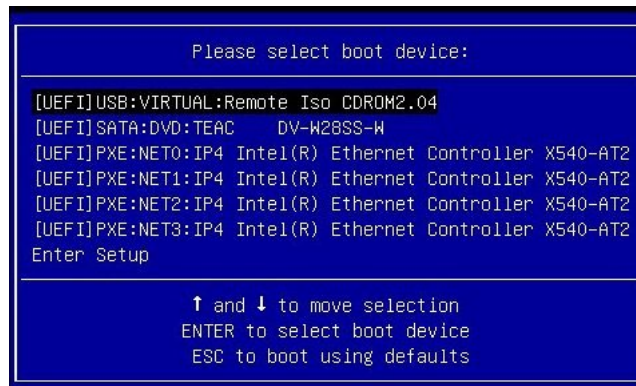 Please select boot device:
[UEFI]USB:VIRTUAL:Remote Iso CDROM2.04
[UEFI]SATA:DVD:TEAC DV-W28SS-W
[UEFI]PXE:NET0:IP4 Intel(R) Ethernet Controller X540-AT2
[UEFI]PXE:NET1:IP4 Intel(R) Ethernet Controller X540-AT2
[UEFI]PXE:NET2:IP4 Intel(R) Ethernet Controller X540-AT2
[UEFI]PXE:NET3:IP4 Intel(R) Ethernet Controller X540-AT2
Enter Setup
↑ and ↓ to move selection
ENTER to select boot device
ESC to boot using defaults